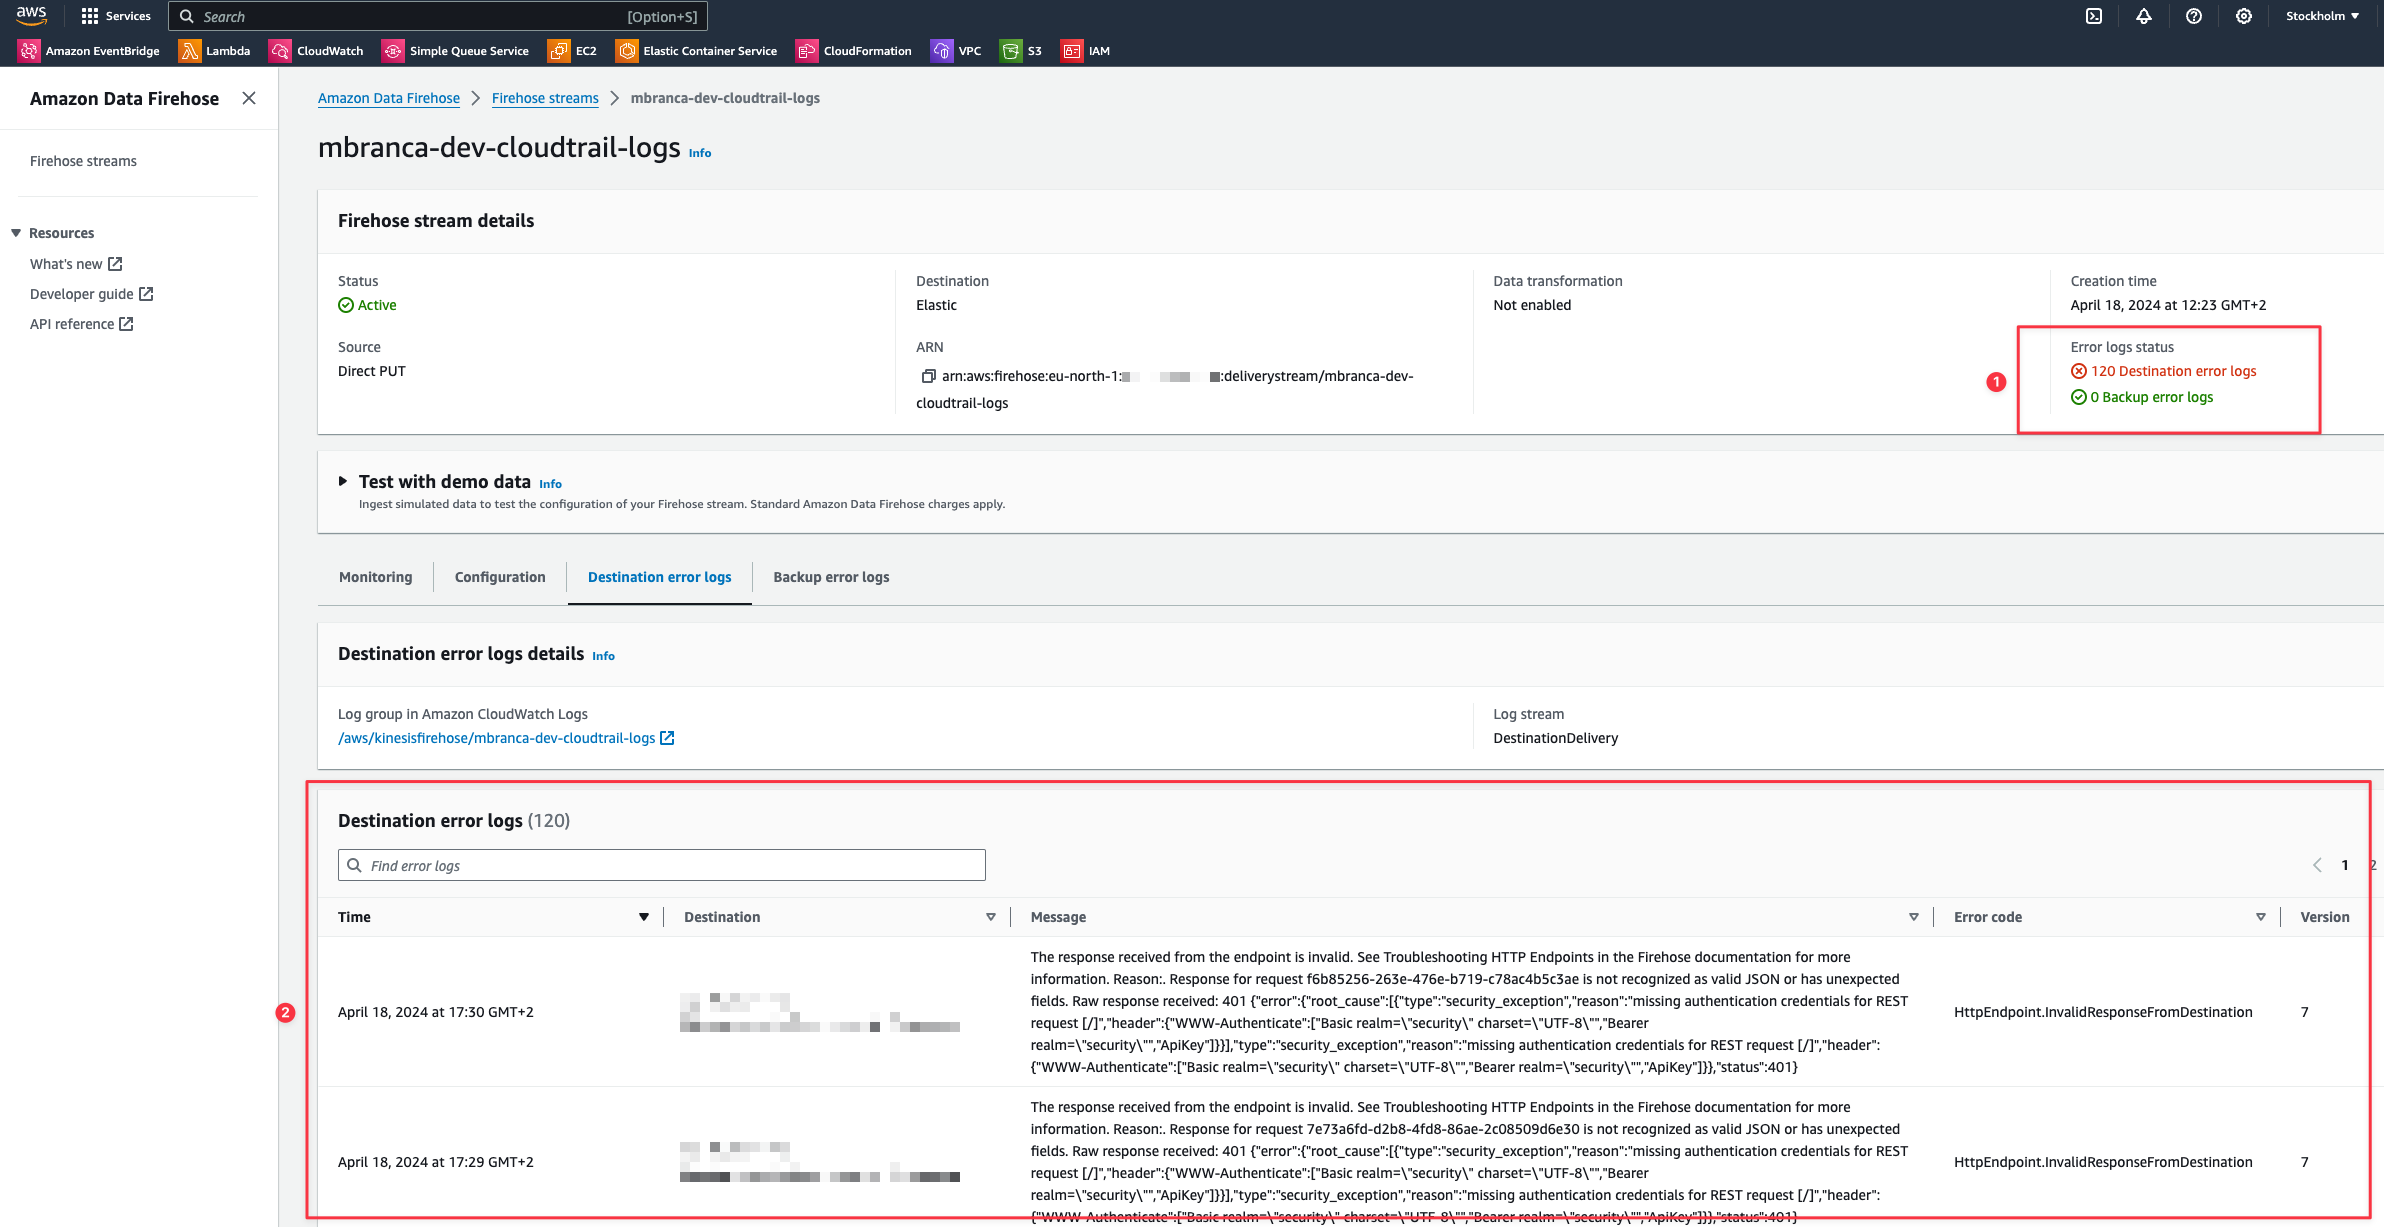 aws Services Search [Option+S] Stockholm
Amazon EventBridge Lambda CloudWatch Simple Queue Service EC2 Elastic Container Service CloudFormation VPC S3 IAM
Amazon Data Firehose
Firehose streams
Resources
What's new
Developer guide
API reference
Amazon Data Firehose > Firehose streams > mbranca-dev-cloudtrail-logs
mbranca-dev-cloudtrail-logs Info
Firehose stream details
Status
Active
Source
Direct PUT
Destination
Elastic
ARN
arn:aws:firehose:eu-north-1: :deliverystream/mbranca-dev-
cloudtrail-logs
Data transformation
Not enabled
Creation time
April 18, 2024 at 12:23 GMT+2
1
Error logs status
120 Destination error logs
0 Backup error logs
Test with demo data Info
Ingest simulated data to test the configuration of your Firehose stream. Standard Amazon Data Firehose charges apply.
Monitoring Configuration Destination error logs Backup error logs
Destination error logs details Info
Log group in Amazon CloudWatch Logs
/aws/kinesisfirehose/mbranca-dev-cloudtrail-logs
Log stream
DestinationDelivery
2
Destination error logs (120)
Find error logs
1 2
Time Destination Message Error code Version
April 18, 2024 at 17:30 GMT+2
The response received from the endpoint is invalid. See Troubleshooting HTTP Endpoints in the Firehose documentation for more
information. Reason:. Response for request f6b85256-263e-476e-b719-c78ac4b5c3ae is not recognized as valid JSON or has unexpected
fields. Raw response received: 401 {"error":{"root_cause":[{"type":"security_exception","reason":"missing authentication credentials for REST
request [/]","header":{"WWW-Authenticate":["Basic realm=\"security\" charset=\"UTF-8\"","Bearer
realm=\"security\"","ApiKey"]}}],"type":"security_exception","reason":"missing authentication credentials for REST request [/]","header":
{"WWW-Authenticate":["Basic realm=\"security\" charset=\"UTF-8\"","Bearer realm=\"security\"","ApiKey"]}},"status":401}
HttpEndpoint.InvalidResponseFromDestination
7
April 18, 2024 at 17:29 GMT+2
The response received from the endpoint is invalid. See Troubleshooting HTTP Endpoints in the Firehose documentation for more
information. Reason:. Response for request 7e73a6fd-d2b8-4fd8-86ae-2c08509d6e30 is not recognized as valid JSON or has unexpected
fields. Raw response received: 401 {"error":{"root_cause":[{"type":"security_exception","reason":"missing authentication credentials for REST
request [/]","header":{"WWW-Authenticate":["Basic realm=\"security\" charset=\"UTF-8\"","Bearer
realm=\"security\"","ApiKey"]}}],"type":"security_exception","reason":"missing authentication credentials for REST request [/]","header":
{"WWW-Authenticate":["Basic realm=\"security\" charset=\"UTF-8\"","Bearer realm=\"security\"","ApiKey"]}},"status":401}
HttpEndpoint.InvalidResponseFromDestination
7